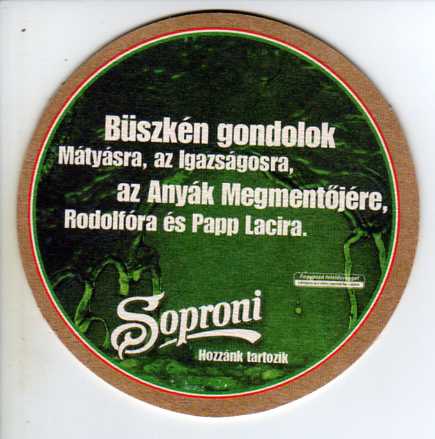 Büszkén gondolok
Mátyásra, az Igazságosra,
az Anyák Megmentőjére,
Rodolfóra és Papp Lacira.
Soproni
Hozzánk tartozik